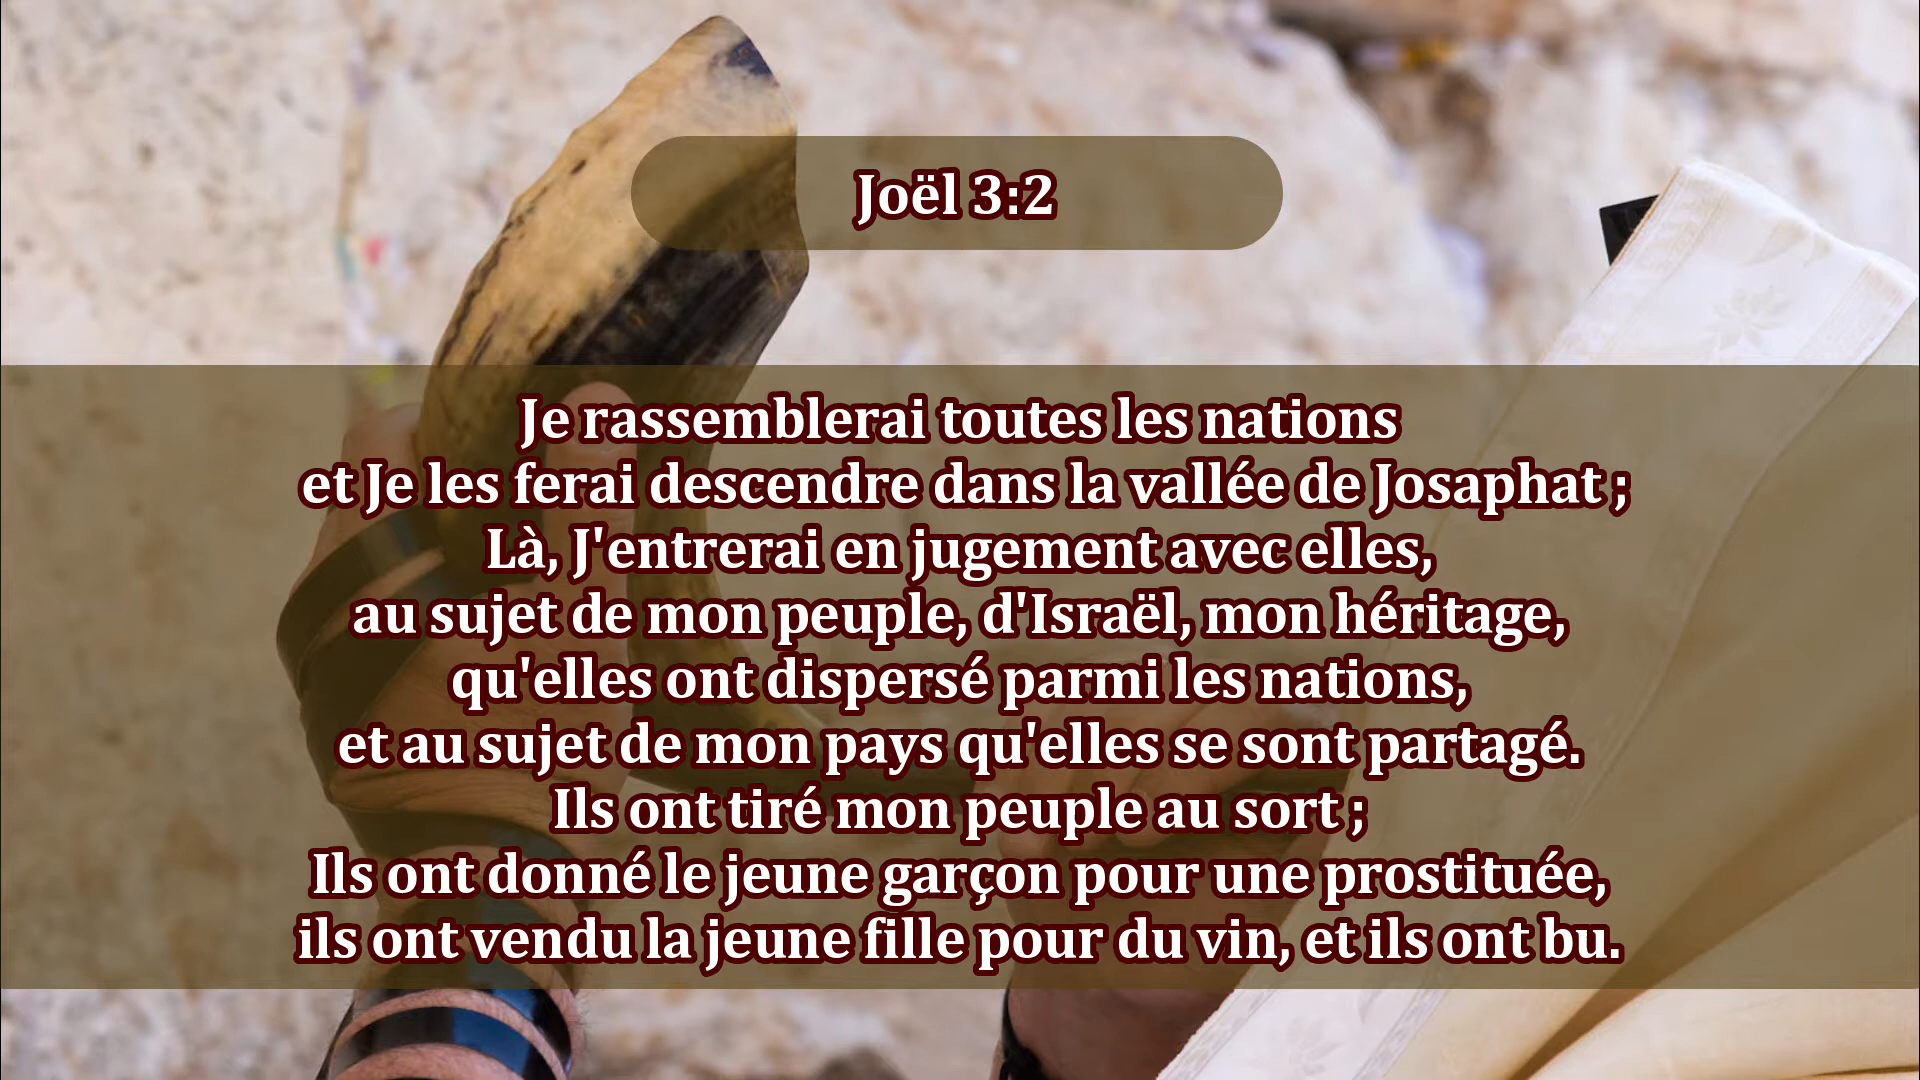 Joël 3:2
Je rassemblerai toutes les nations
et Je les ferai descendre dans la vallée de Josaphat ;
Là, J'entrerai en jugement avec elles,
au sujet de mon peuple, d'Israël, mon héritage,
qu'elles ont dispersé parmi les nations,
et au sujet de mon pays qu'elles se sont partagé.
Ils ont tiré mon peuple au sort ;
Ils ont donné le jeune garçon pour une prostituée,
ils ont vendu la jeune fille pour du vin, et ils ont bu.